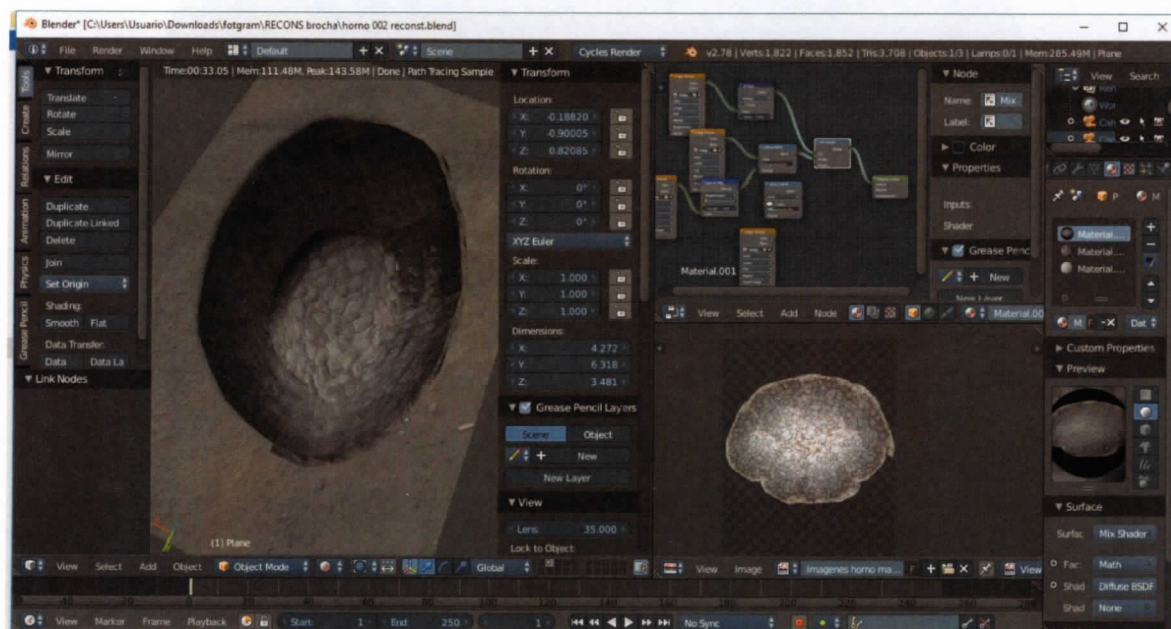 Blender* [C:\Users\Usuario\Downloads\fotgram\RECONS brocha\horno 002 reconst.blend]
File Render Window Help Default Scene Cycles Render v2.78 | Verts:1,822 | Faces:1,852 | Tris:3,708 | Objects:1/3 | Lamps:0/1 | Mem:285.49M | Plane
Time:00:33.05 | Mem:111.48M, Peak:143.58M | Done | Path Tracing Sample
Tools
Create
Relations
Animation
Physics
Grease Pencil
Transform
Translate
Rotate
Scale
Mirror
Edit
Duplicate
Duplicate Linked
Delete
Join
Set Origin
Shading:
Smooth Flat
Data Transfer:
Data Data La
Link Nodes
(1) Plane
Transform
Location:
X: -0.18820
Y: -0.90005
Z: 0.82085
Rotation:
X: 0°
Y: 0°
Z: 0°
XYZ Euler
Scale:
X: 1.000
Y: 1.000
Z: 1.000
Dimensions:
X: 4.272
Y: 6.318
Z: 3.481
Grease Pencil Layers
Scene Object
New
New Layer
View
Lens: 35.000
Lock to Object:
View Select Add Object Object Mode Global
Material.001
Node
Name: Mix
Label:
Color
Properties
Inputs:
Shader
Grease Penci
New
New Layer
View Select Add Node Material.00
View Image Imagenes horno ma... F View
View Search
Wor
P M
Material....
Material....
Material....
M Dat
Custom Properties
Preview
Surface
Surfac Mix Shader
Fac: Math
Shad Diffuse BSDF
Shad None
View Marker Frame Playback Start: 1 End: 250 1 No Sync